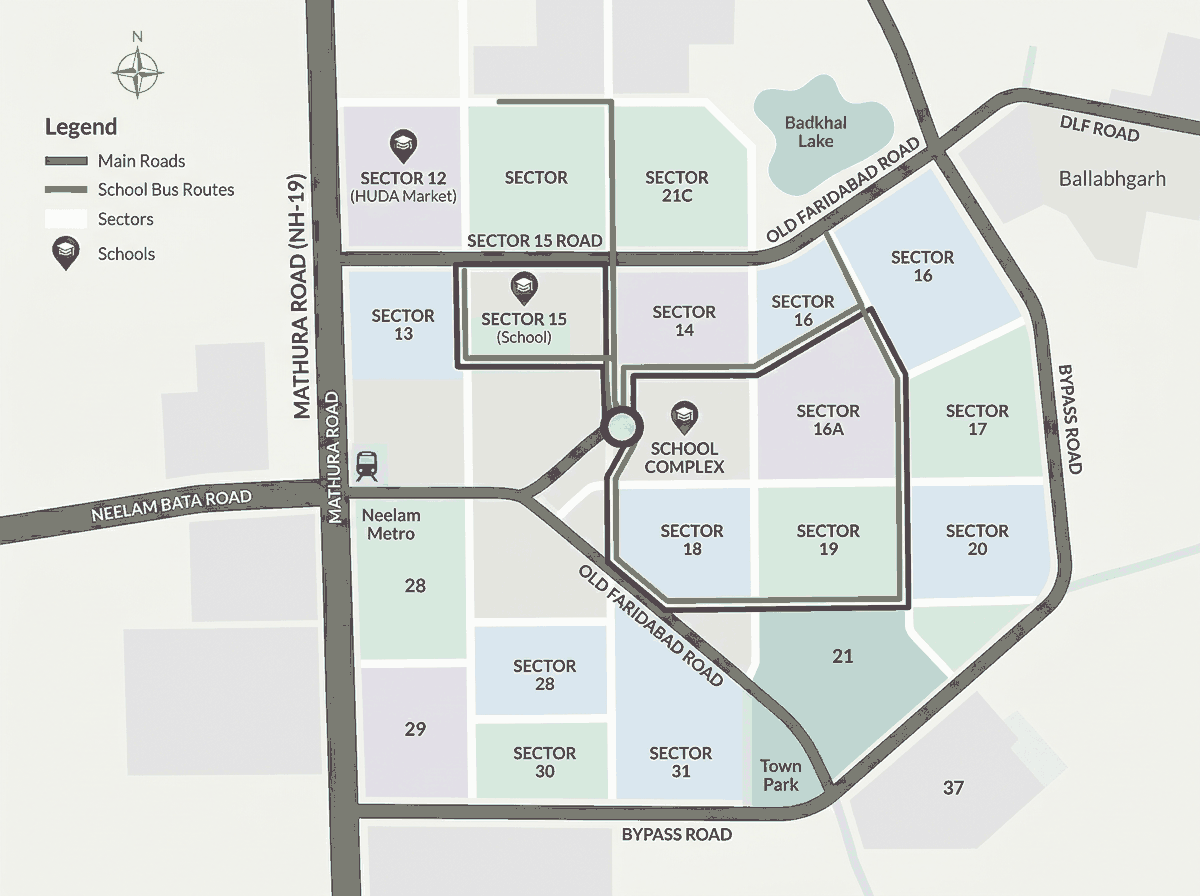 N
Legend
Main Roads
School Bus Routes
Sectors
Schools
MATHURA ROAD (NH-19)
MATHURA ROAD
NEELAM BATA ROAD
SECTOR 12
(HUDA Market)
SECTOR
SECTOR
21C
Badkhal
Lake
OLD FARIDABAD ROAD
DLF ROAD
Ballabhgarh
SECTOR 15 ROAD
SECTOR
13
SECTOR 15
(School)
SECTOR
14
SECTOR
16
SECTOR
16
SECTOR
16A
SECTOR
17
BYPASS ROAD
SCHOOL
COMPLEX
Neelam
Metro
SECTOR
18
SECTOR
19
SECTOR
20
28
OLD FARIDABAD ROAD
21
SECTOR
28
29
SECTOR
30
SECTOR
31
Town
Park
37
BYPASS ROAD